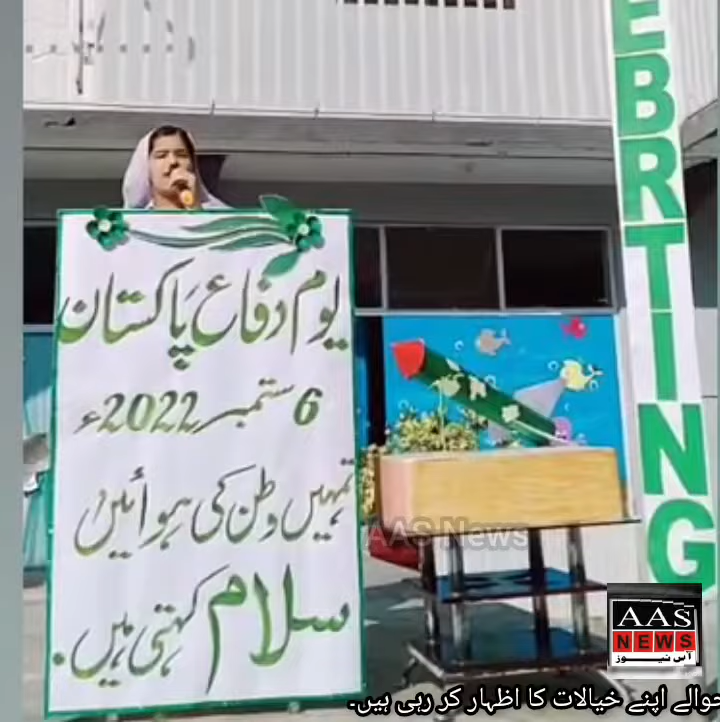 یوم دفاع پاکستان
6 ستمبر 2022ء
تمہیں وطن کی ہوائیں
سلام کہتی ہیں.
EBRTING
AAS News
AAS
NEWS
آس نیوز
حوالے اپنے خیالات کا اظہار کر رہی ہیں۔